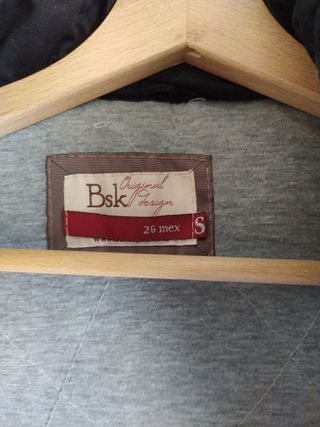 Bsk Original
design
26 mex S